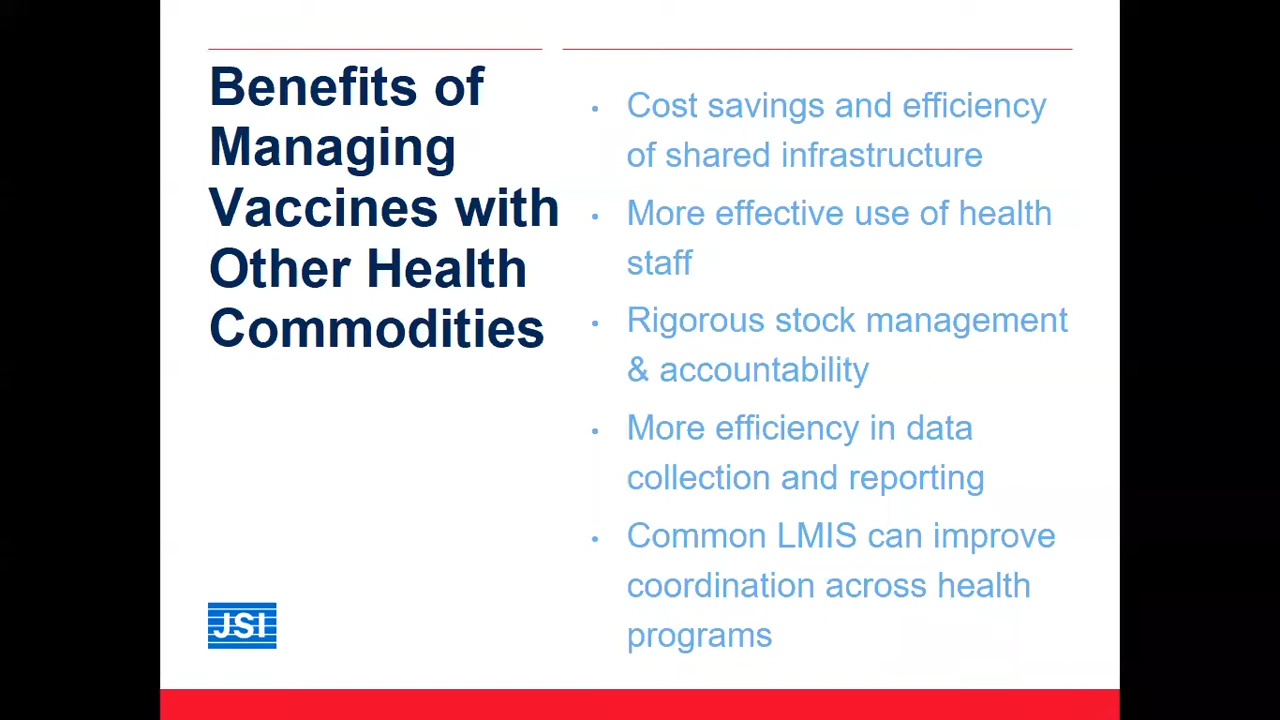 Benefits of
Managing
Vaccines with
Other Health
Commodities
• Cost savings and efficiency
of shared infrastructure
• More effective use of health
staff
• Rigorous stock management
& accountability
• More efficiency in data
collection and reporting
• Common LMIS can improve
coordination across health
programs
JSI